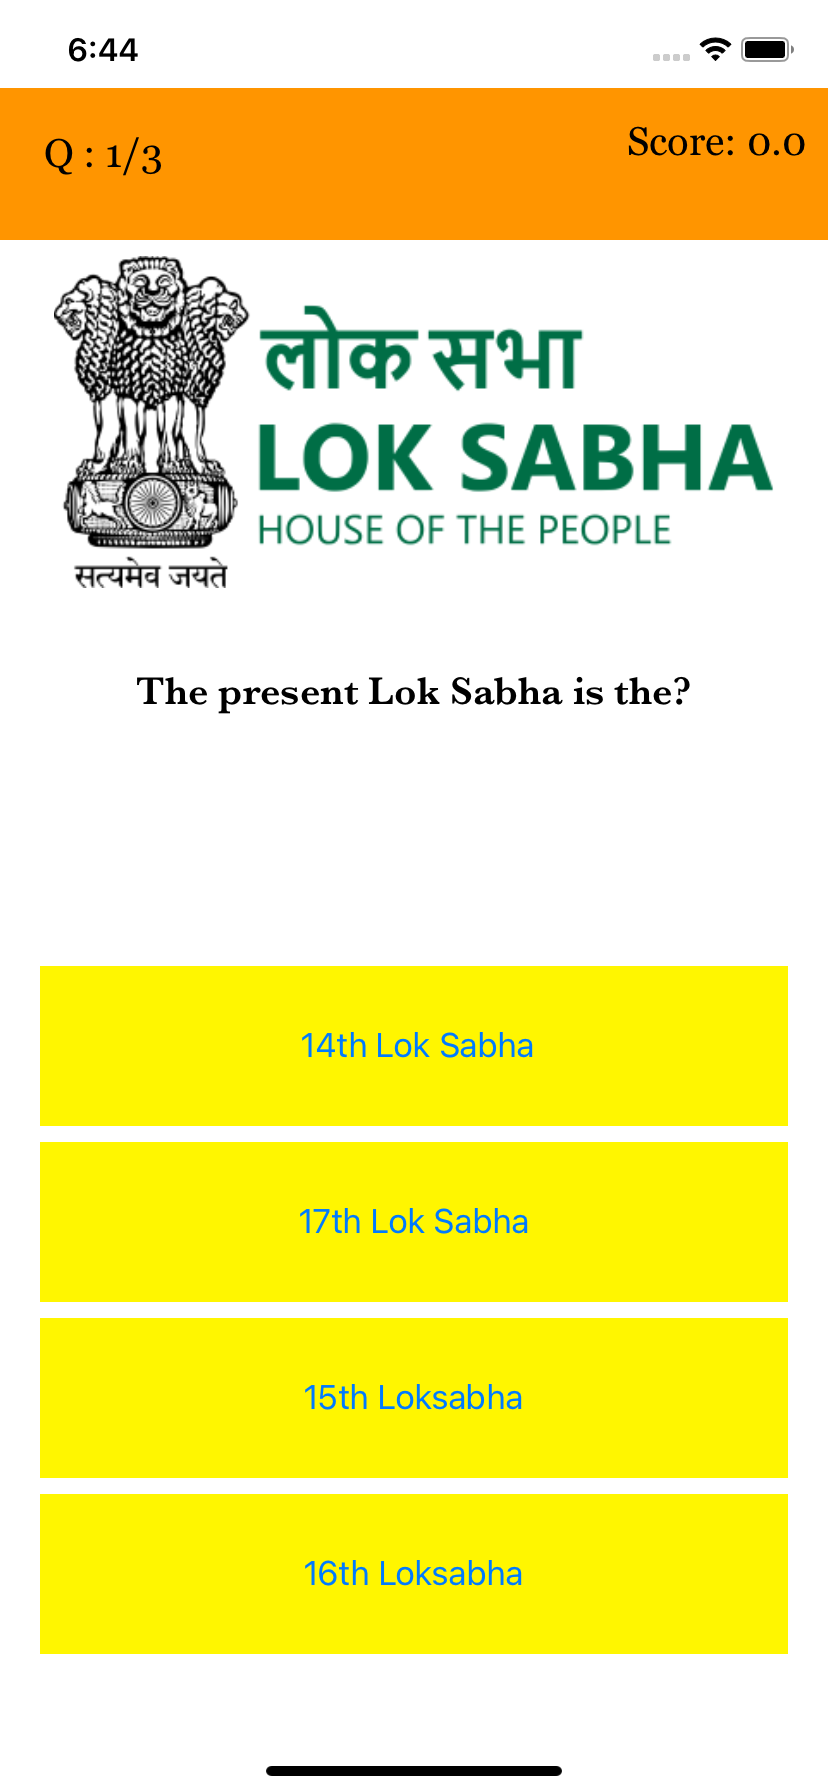 6:44
Q : 1/3
Score: 0.0
लोक सभा
LOK SABHA
HOUSE OF THE PEOPLE
सत्यमेव जयते
The present Lok Sabha is the?
14th Lok Sabha
17th Lok Sabha
15th Loksabha
16th Loksabha